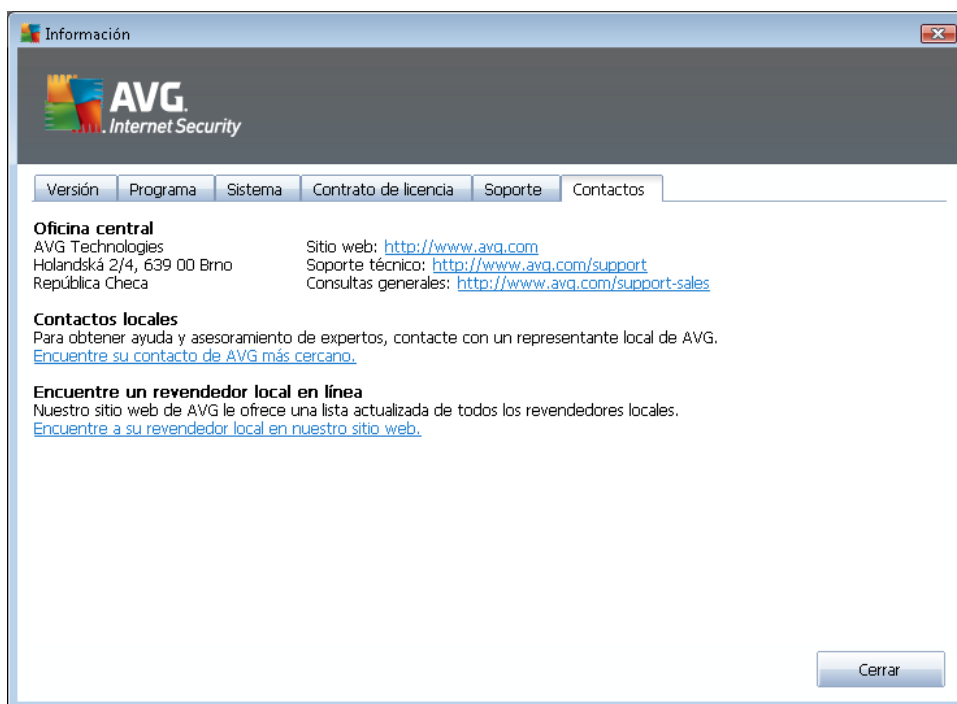 Información
AVG.
Internet Security
Versión Programa Sistema Contrato de licencia Soporte Contactos
Oficina central
AVG Technologies
Holandská 2/4, 639 00 Brno
República Checa
Sitio web: http://www.avg.com
Soporte técnico: http://www.avg.com/support
Consultas generales: http://www.avg.com/support-sales
Contactos locales
Para obtener ayuda y asesoramiento de expertos, contacte con un representante local de AVG.
Encuentre su contacto de AVG más cercano.
Encuentre un revendedor local en línea
Nuestro sitio web de AVG le ofrece una lista actualizada de todos los revendedores locales.
Encuentre a su revendedor local en nuestro sitio web.
Cerrar